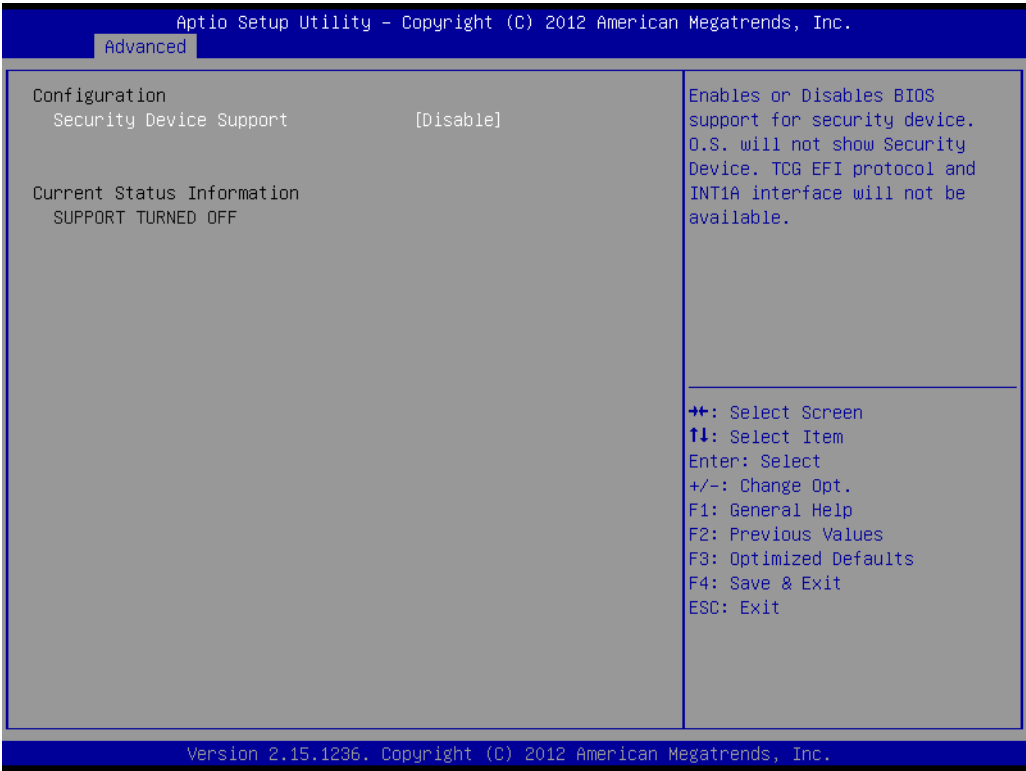 Aptio Setup Utility – Copyright (C) 2012 American Megatrends, Inc.
Advanced
Configuration
Security Device Support [Disable]
Current Status Information
SUPPORT TURNED OFF
Enables or Disables BIOS
support for security device.
O.S. will not show Security
Device. TCG EFI protocol and
INT1A interface will not be
available.
→←: Select Screen
↑↓: Select Item
Enter: Select
+/-: Change Opt.
F1: General Help
F2: Previous Values
F3: Optimized Defaults
F4: Save & Exit
ESC: Exit
Version 2.15.1236. Copyright (C) 2012 American Megatrends, Inc.